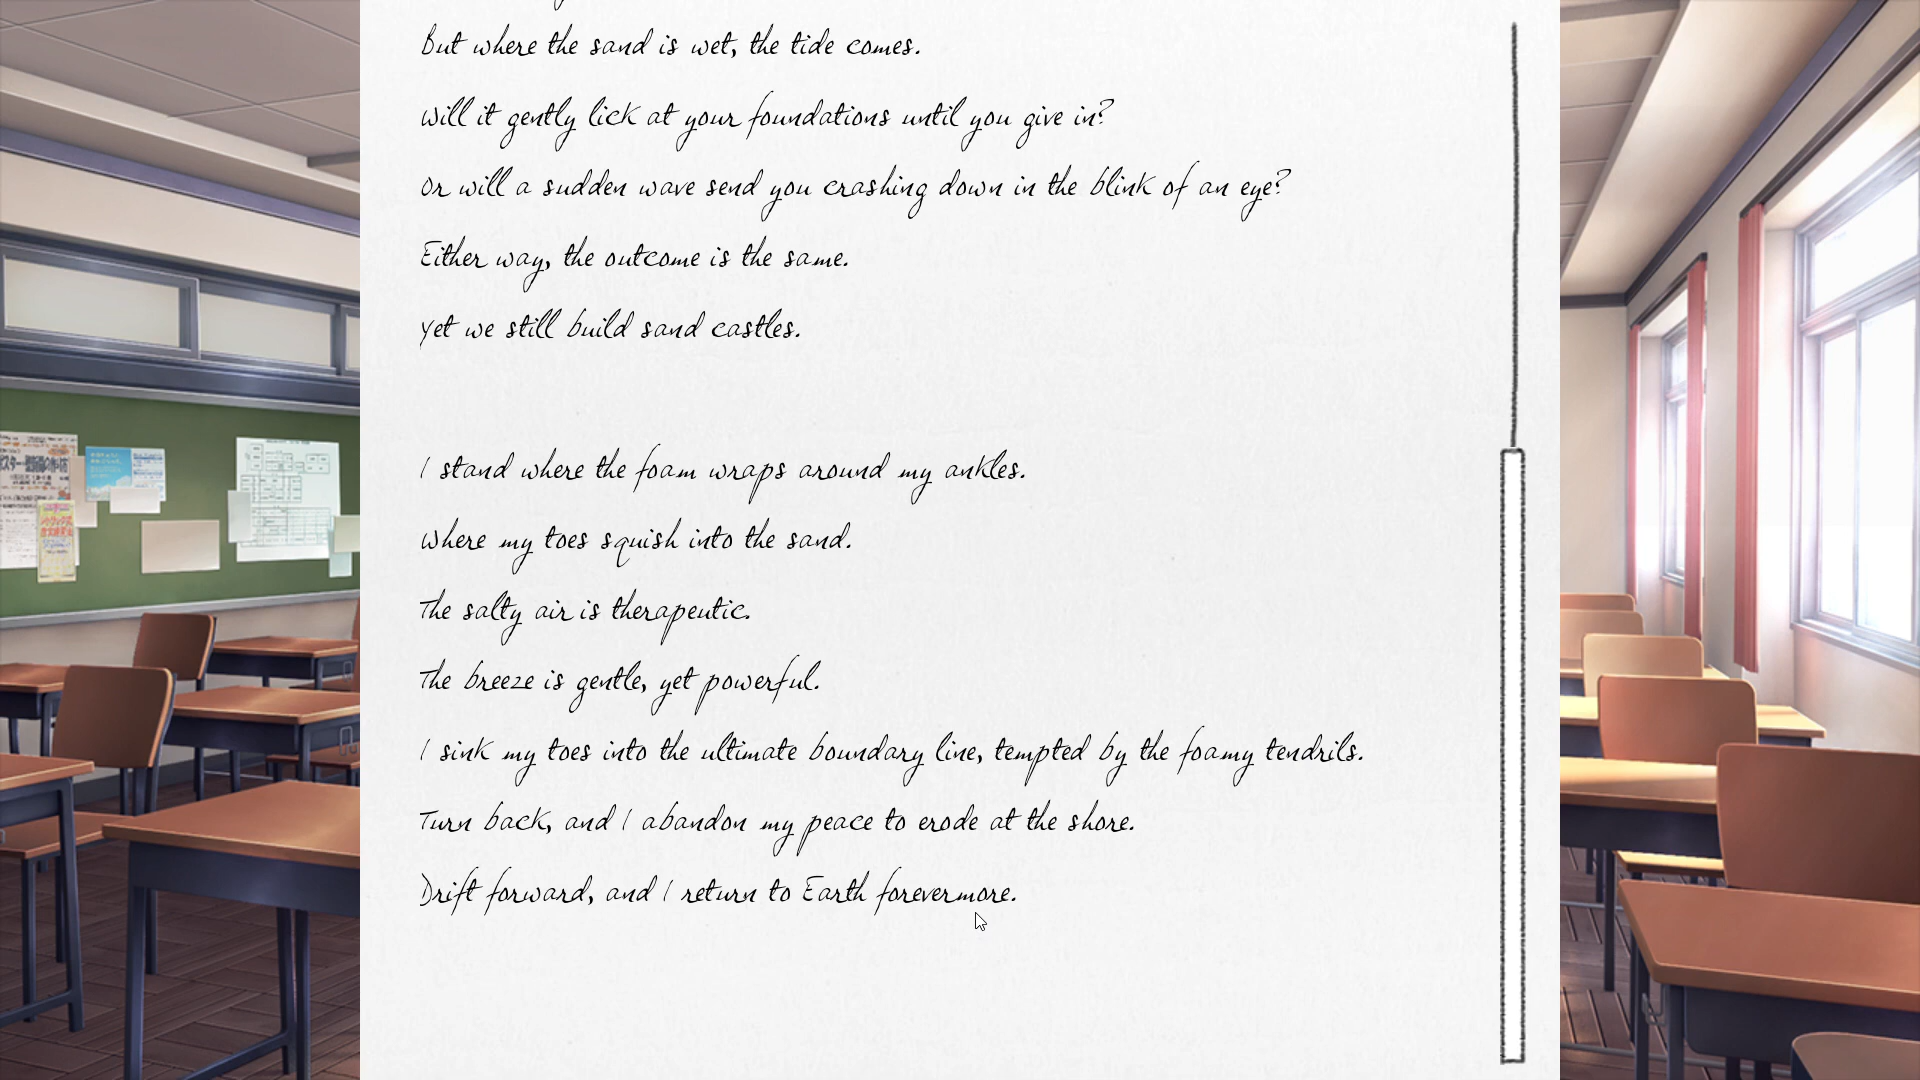 But where the sand is wet, the tide comes.
Will it gently lick at your foundations until you give in?
Or will a sudden wave send you crashing down in the blink of an eye?
Either way, the outcome is the same.
Yet we still build sand castles.
I stand where the foam wraps around my ankles.
Where my toes squish into the sand.
The salty air is therapeutic.
The breeze is gentle, yet powerful.
I sink my toes into the ultimate boundary line, tempted by the foamy tendrils.
Turn back, and I abandon my peace to erode at the shore.
Drift forward, and I return to Earth forevermore.